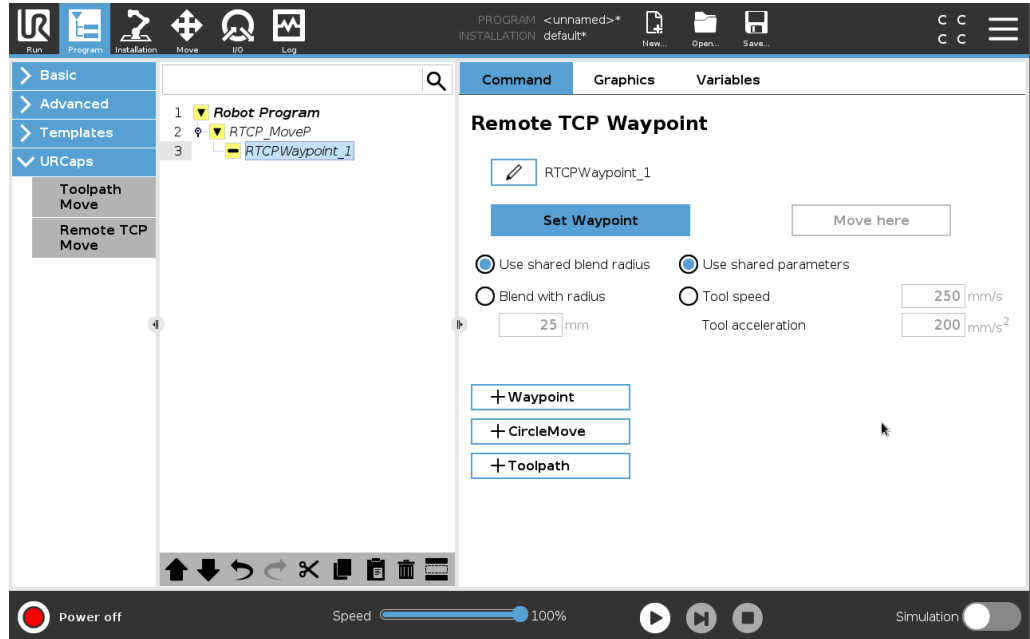 UR
PROGRAM <unnamed>*
INSTALLATION default*
C C
C C
Run Program Installation Move I/O Log New... Open... Save...
Basic
Advanced
Templates
URCaps
Toolpath
Move
Remote TCP
Move
1 Robot Program
2 RTCP_MoveP
3 RTCPWaypoint_1
Command Graphics Variables
Remote TCP Waypoint
RTCPWaypoint_1
Set Waypoint Move here
Use shared blend radius Use shared parameters
Blend with radius Tool speed 250 mm/s
25 mm Tool acceleration 200 mm/s2
+ Waypoint
+ CircleMove
+ Toolpath
Power off Speed 100% Simulation